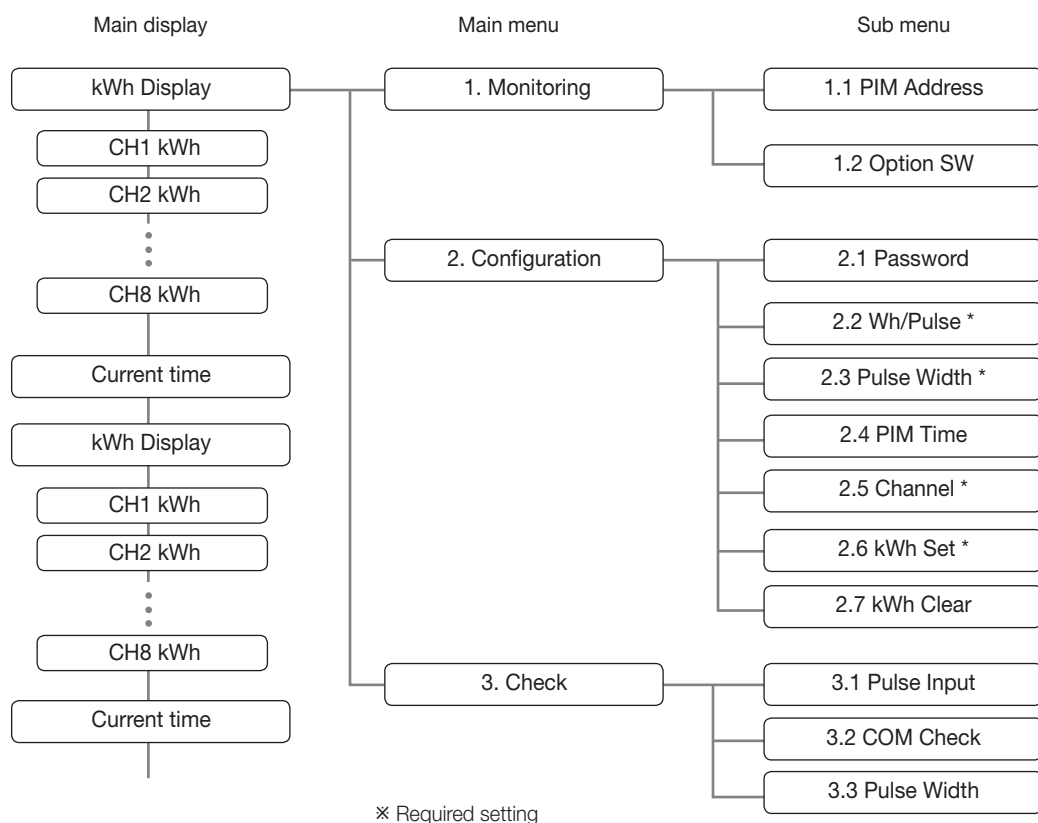 Main display
Main menu
Sub menu
kWh Display
1. Monitoring
1.1 PIM Address
CH1 kWh
1.2 Option SW
CH2 kWh
2. Configuration
2.1 Password
CH8 kWh
2.2 Wh/Pulse *
Current time
2.3 Pulse Width *
kWh Display
2.4 PIM Time
CH1 kWh
2.5 Channel *
CH2 kWh
2.6 kWh Set *
2.7 kWh Clear
CH8 kWh
3. Check
3.1 Pulse Input
Current time
3.2 COM Check
3.3 Pulse Width
※ Required setting